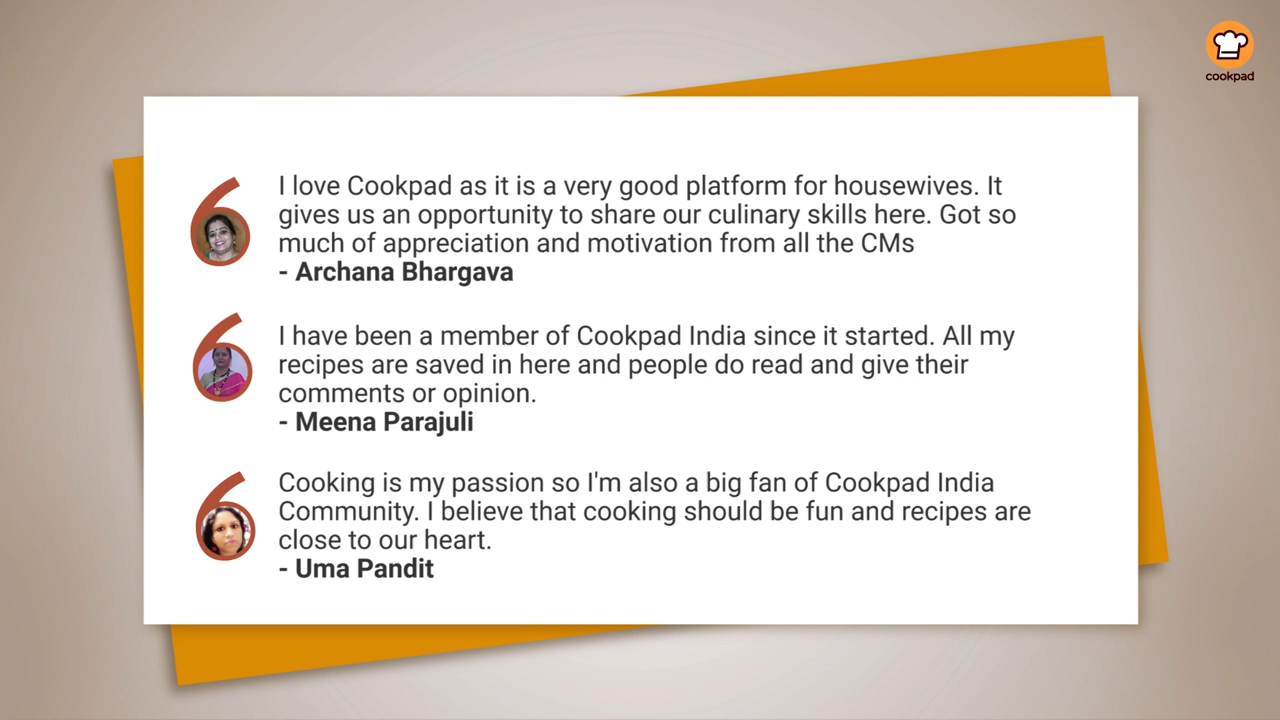 cookpad
I love Cookpad as it is a very good platform for housewives. It
gives us an opportunity to share our culinary skills here. Got so
much of appreciation and motivation from all the CMs
- Archana Bhargava
I have been a member of Cookpad India since it started. All my
recipes are saved in here and people do read and give their
comments or opinion.
- Meena Parajuli
Cooking is my passion so I'm also a big fan of Cookpad India
Community. I believe that cooking should be fun and recipes are
close to our heart.
- Uma Pandit